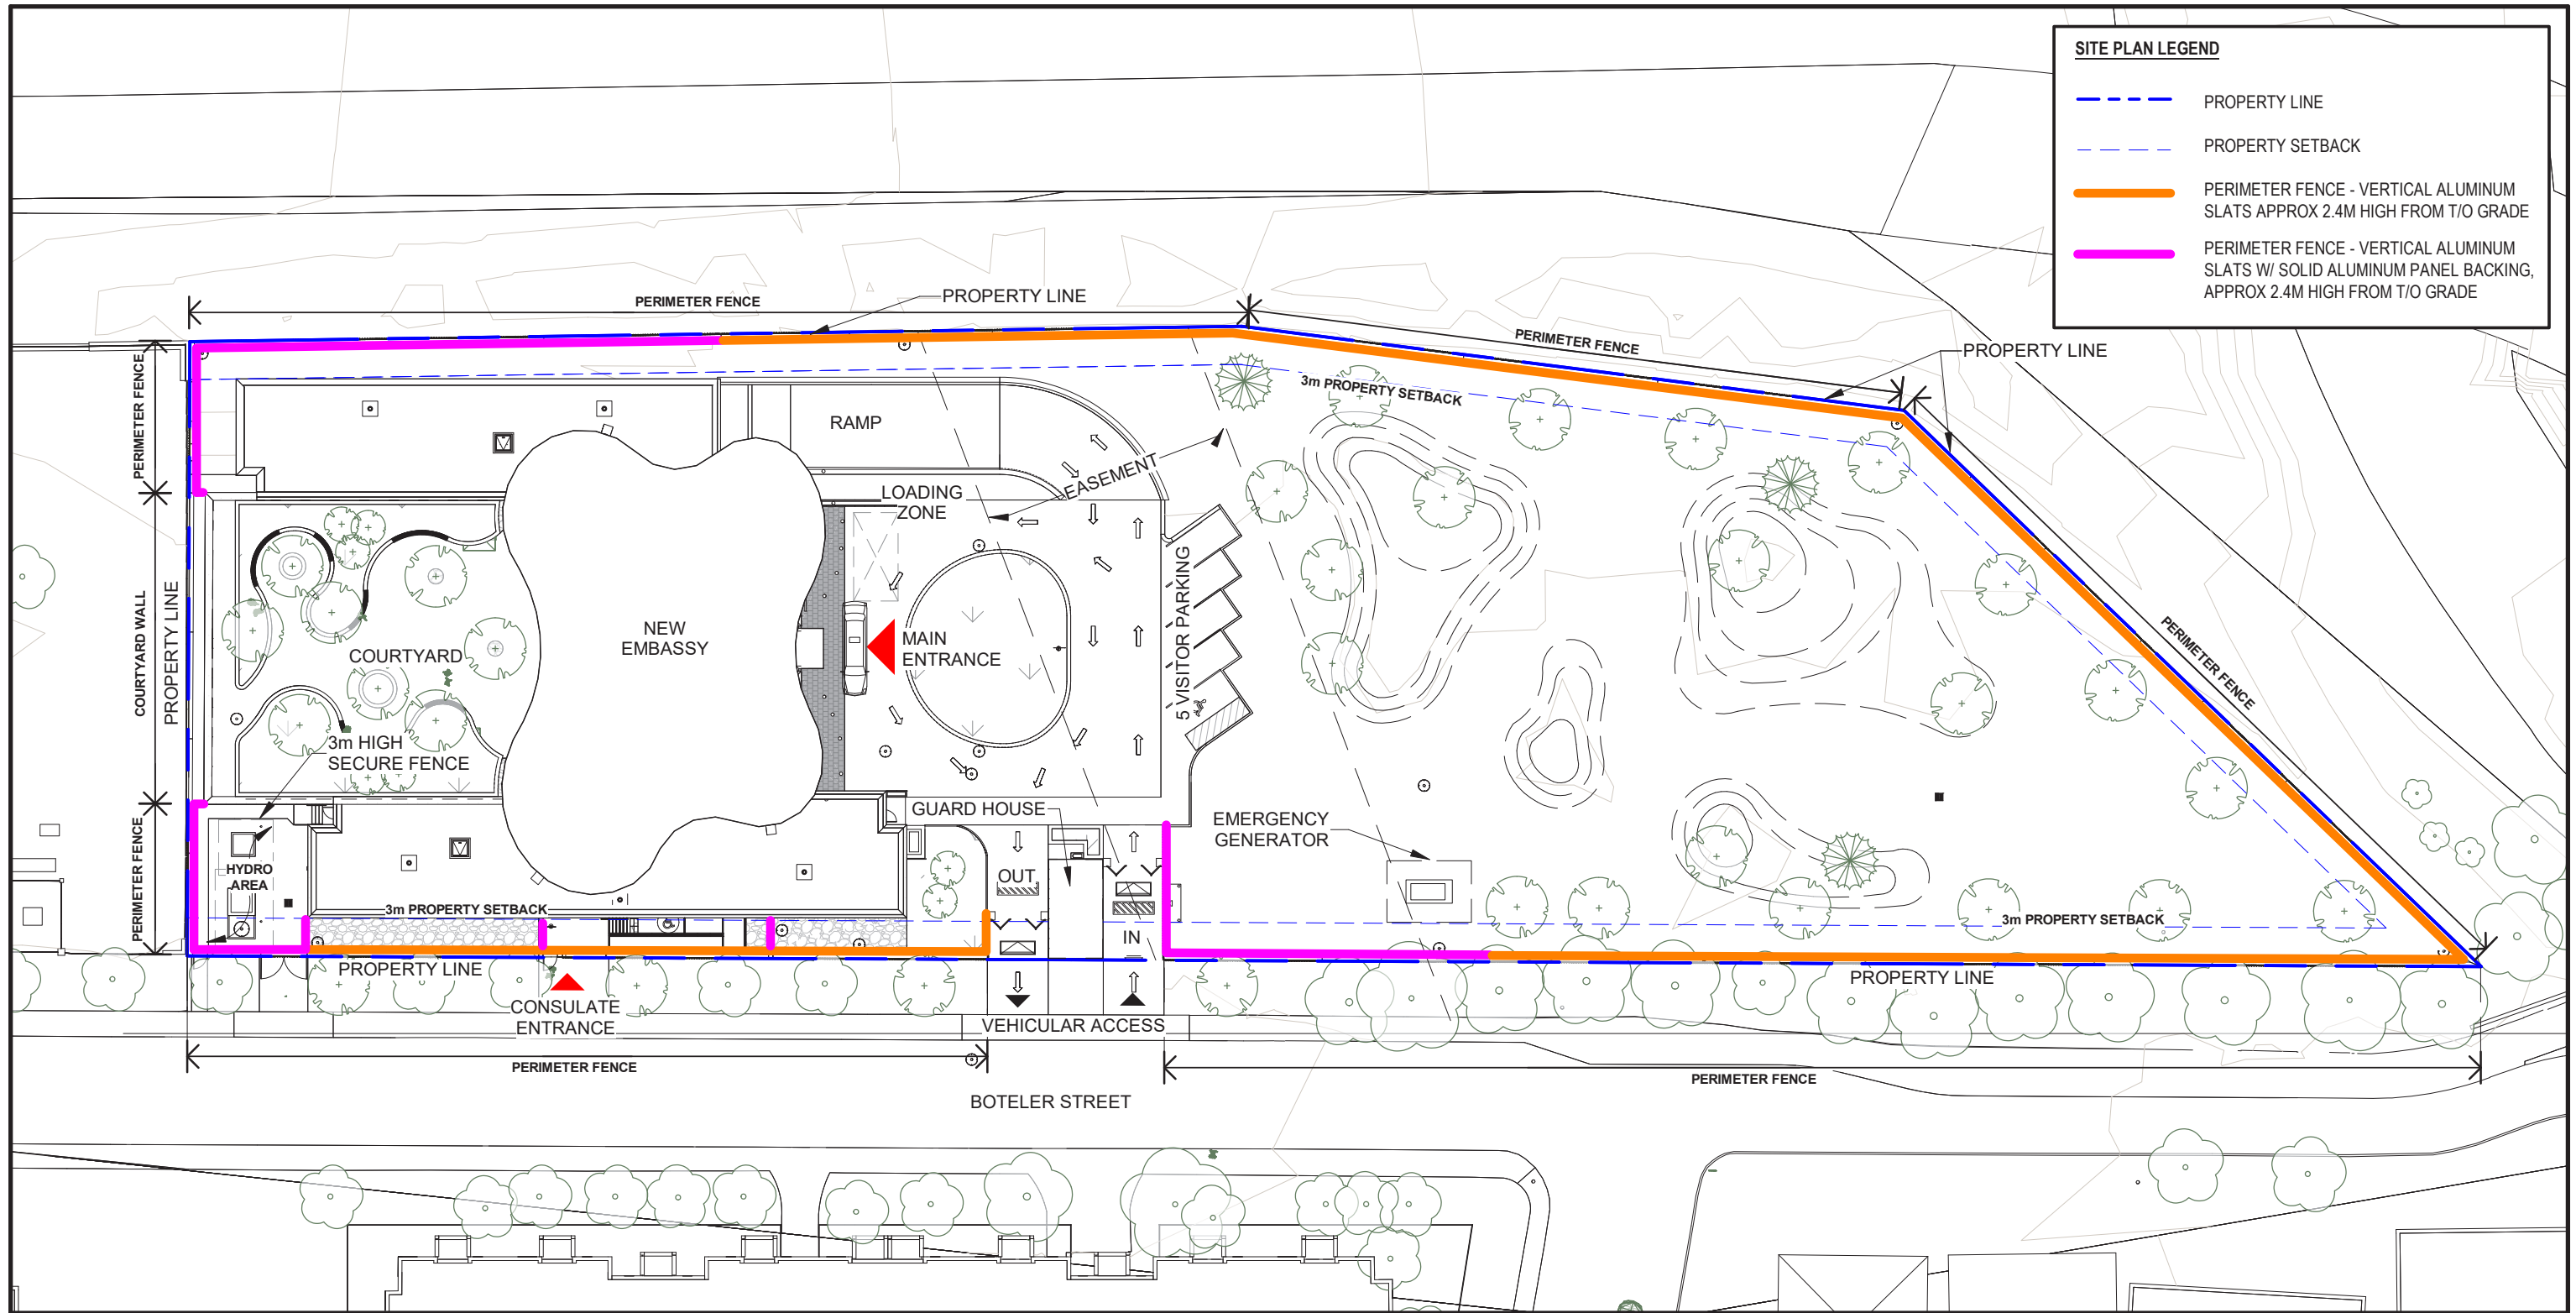 SITE PLAN LEGEND
PROPERTY LINE
PROPERTY SETBACK
PERIMETER FENCE - VERTICAL ALUMINUM
SLATS APPROX 2.4M HIGH FROM T/O GRADE
PERIMETER FENCE - VERTICAL ALUMINUM
SLATS W/ SOLID ALUMINUM PANEL BACKING,
APPROX 2.4M HIGH FROM T/O GRADE
PERIMETER FENCE
PROPERTY LINE
PERIMETER FENCE
PROPERTY LINE
3m PROPERTY SETBACK
PERIMETER FENCE
RAMP
EASEMENT
LOADING
ZONE
COURTYARD WALL
PROPERTY LINE
5 VISITOR PARKING
NEW
EMBASSY
MAIN
ENTRANCE
COURTYARD
PERIMETER FENCE
3m HIGH
SECURE FENCE
GUARD HOUSE
EMERGENCY
GENERATOR
PERIMETER FENCE
HYDRO
AREA
OUT
3m PROPERTY SETBACK
3m PROPERTY SETBACK
IN
PROPERTY LINE
PROPERTY LINE
CONSULATE
ENTRANCE
VEHICULAR ACCESS
PERIMETER FENCE
PERIMETER FENCE
BOTELER STREET